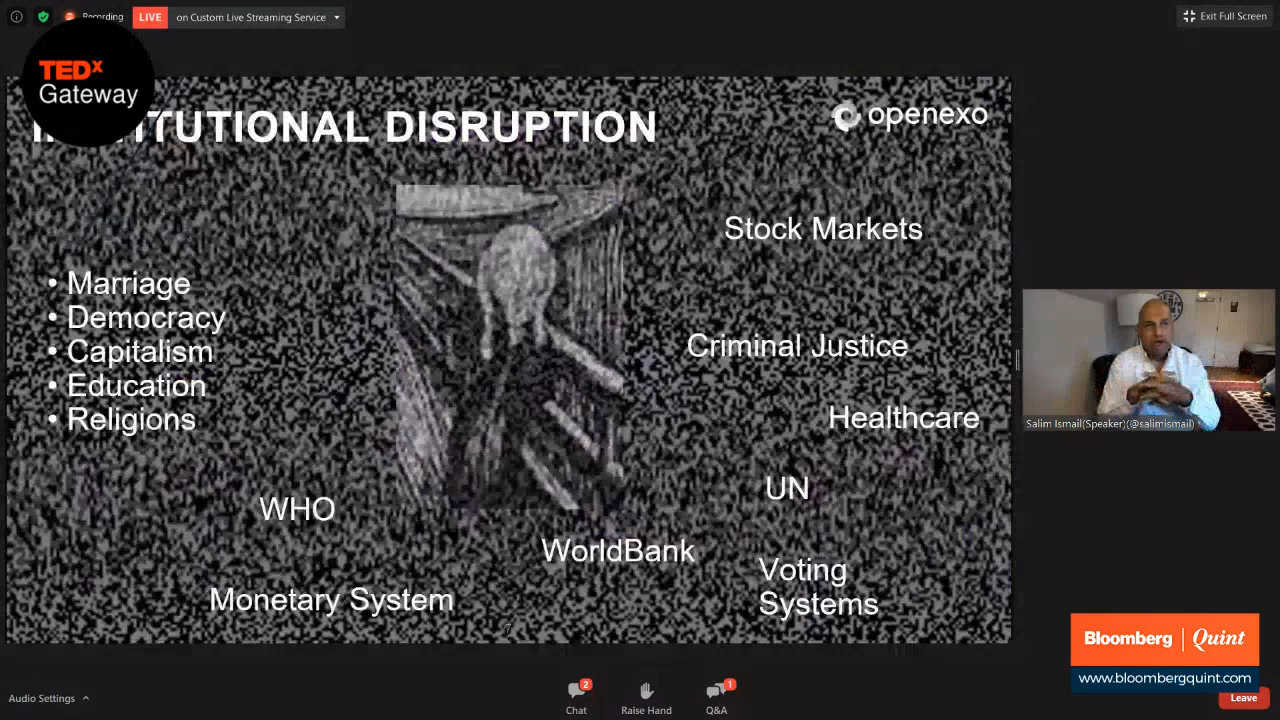 Recording
LIVE
on Custom Live Streaming Service
Exit Full Screen
TEDx
Gateway
TUTIONAL DISRUPTION
openexo
Stock Markets
• Marriage
• Democracy
• Capitalism
• Education
• Religions
Criminal Justice
Healthcare
Salim Ismail(Speaker)(@salimismail)
WHO
UN
WorldBank
Voting
Systems
Monetary System
7
Bloomberg | Quint
www.bloombergquint.com
Audio Settings
2
Chat
Raise Hand
1
Q&A
Leave